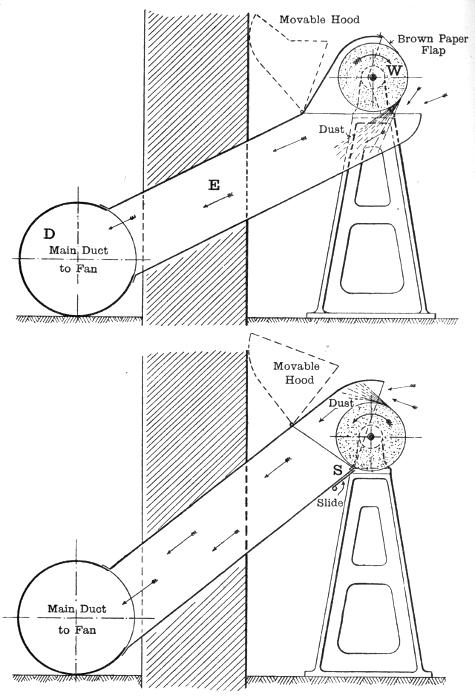 Movable Hood
Brown Paper
Flap
W
Dust
E
D
Main Duct
to Fan
Movable
Hood
Dust
S
Slide
Main Duct
to Fan